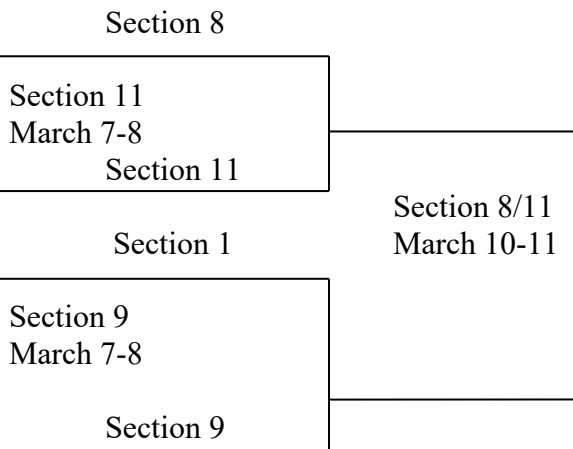 Section 8
Section 11
March 7-8
Section 11
Section 8/11
March 10-11
Section 1
Section 9
March 7-8
Section 9